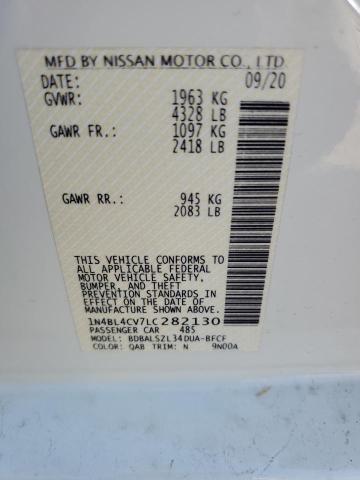 MFD BY NISSAN MOTOR CO., LTD
DATE: 09/20
GVWR: 1963 KG
4328 LB
GAWR FR.: 1097 KG
2418 LB
GAWR RR.: 945 KG
2083 LB
THIS VEHICLE CONFORMS TO
ALL APPLICABLE FEDERAL
MOTOR VEHICLE SAFETY,
BUMPER, AND THEFT
PREVENTION STANDARDS
IN EFFECT ON THE DATE OF
MANUFACTURE SHOWN ABOVE.
1N4BL4CV7LC282130
PASSENGER CAR 485
MODEL: BDBALSZL34DUA-BFCF
COLOR: QAB TRIM: N 9N00A